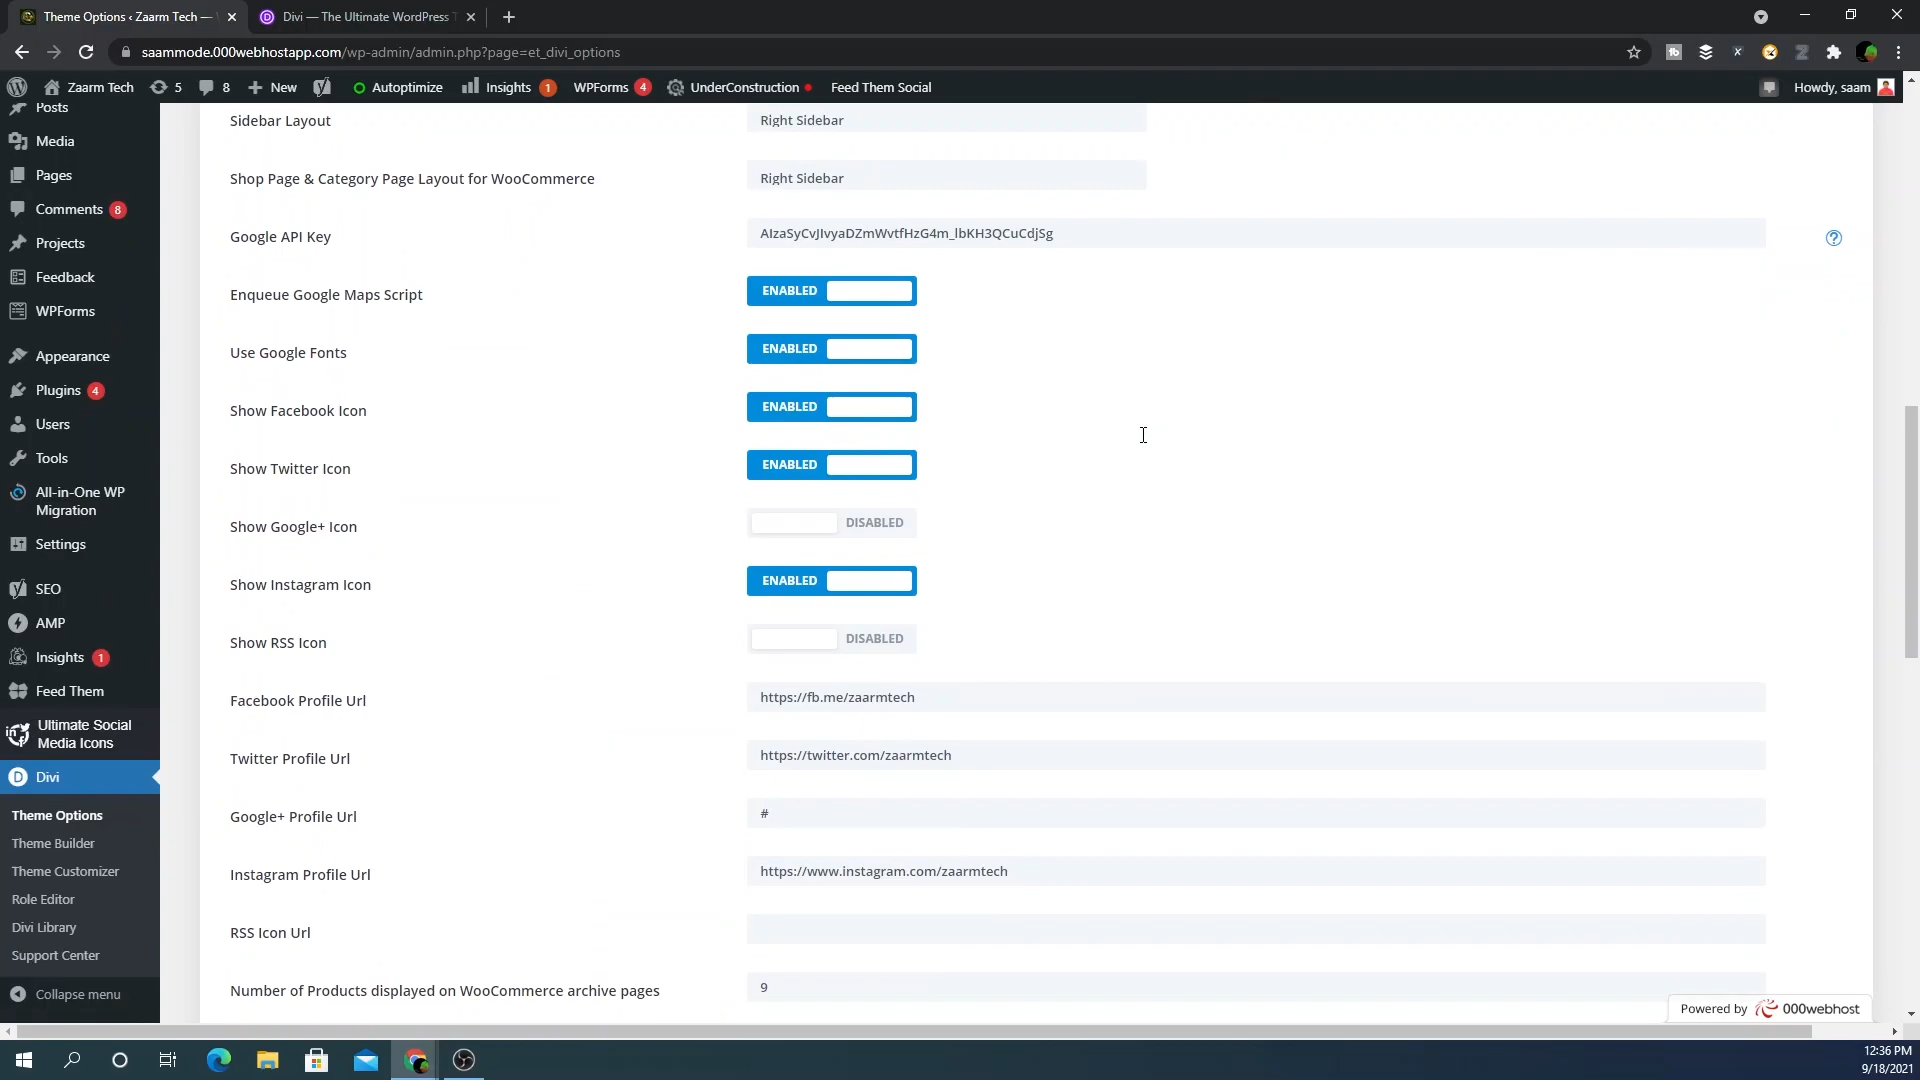 Theme Options ‹ Zaarm Tech —
Divi — The Ultimate WordPress T
saammode.000webhostapp.com/wp-admin/admin.php?page=et_divi_options
Zaarm Tech 5 8 New Autoptimize Insights 1 WPForms 4 UnderConstruction Feed Them Social Howdy, saam
Posts
Media
Pages
Comments 8
Projects
Feedback
WPForms
Appearance
Plugins 4
Users
Tools
All-in-One WP
Migration
Settings
SEO
AMP
Insights 1
Feed Them
Ultimate Social
Media Icons
Divi
Theme Options
Theme Builder
Theme Customizer
Role Editor
Divi Library
Support Center
Collapse menu
Sidebar Layout Right Sidebar
Shop Page & Category Page Layout for WooCommerce Right Sidebar
Google API Key
Enqueue Google Maps Script ENABLED
Use Google Fonts ENABLED
Show Facebook Icon ENABLED
Show Twitter Icon ENABLED
Show Google+ Icon DISABLED
Show Instagram Icon ENABLED
Show RSS Icon DISABLED
Facebook Profile Url https://fb.me/zaarmtech
Twitter Profile Url https://twitter.com/zaarmtech
Google+ Profile Url #
Instagram Profile Url https://www.instagram.com/zaarmtech
RSS Icon Url
Number of Products displayed on WooCommerce archive pages 9
Powered by 000webhost
12:36 PM
9/18/2021